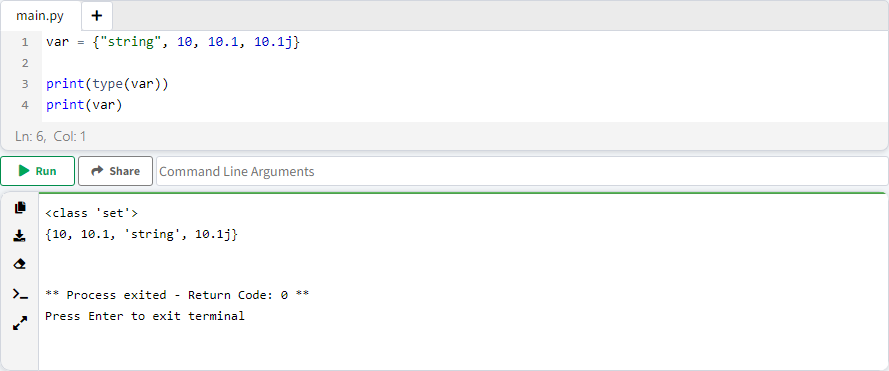 main.py +
1 var = {"string", 10, 10.1, 10.1j}
2
3 print(type(var))
4 print(var)
Ln: 6, Col: 1
Run Share Command Line Arguments
<class 'set'>
{10, 10.1, 'string', 10.1j}
** Process exited - Return Code: 0 **
Press Enter to exit terminal